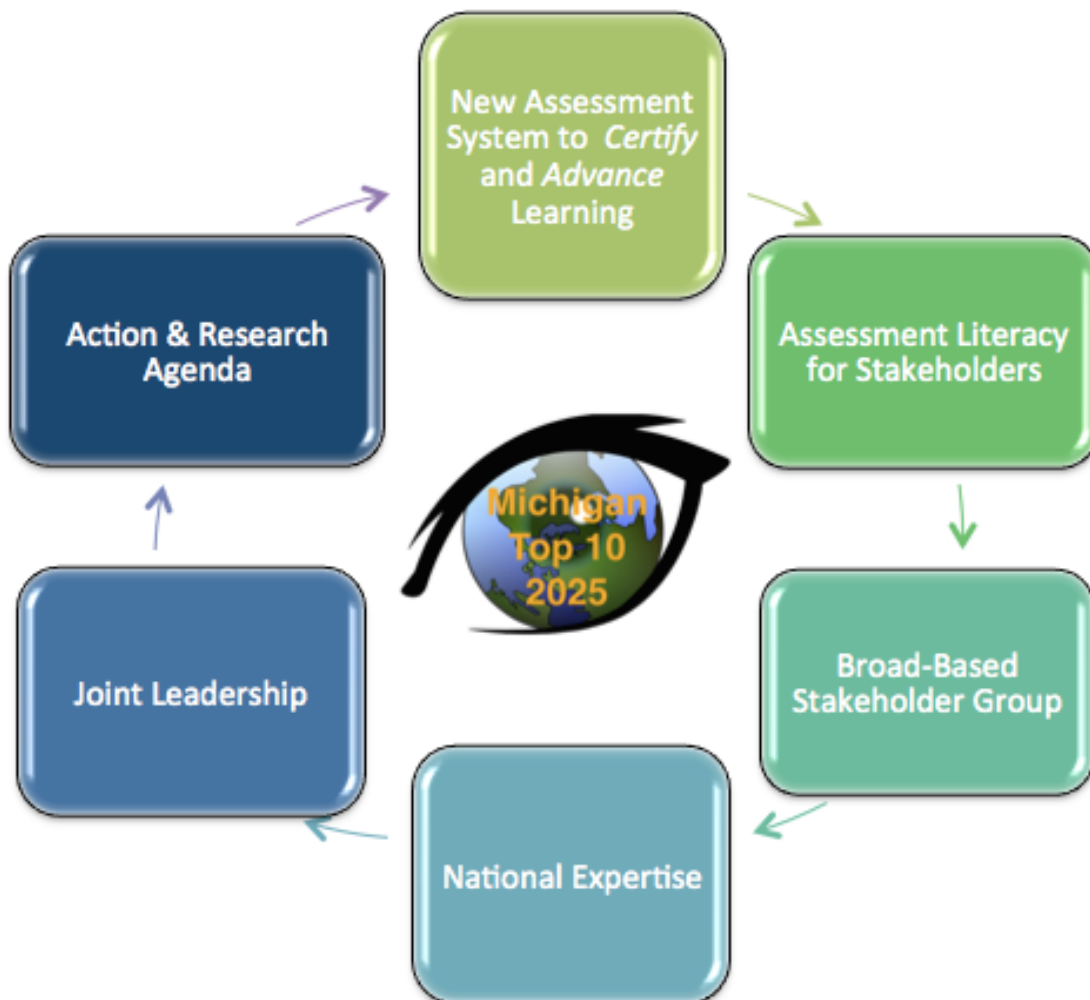 New Assessment
System to Certify
and Advance
Learning
Assessment Literacy
for Stakeholders
Broad-Based
Stakeholder Group
National Expertise
Joint Leadership
Action & Research
Agenda
Michigan
Top 10
2025